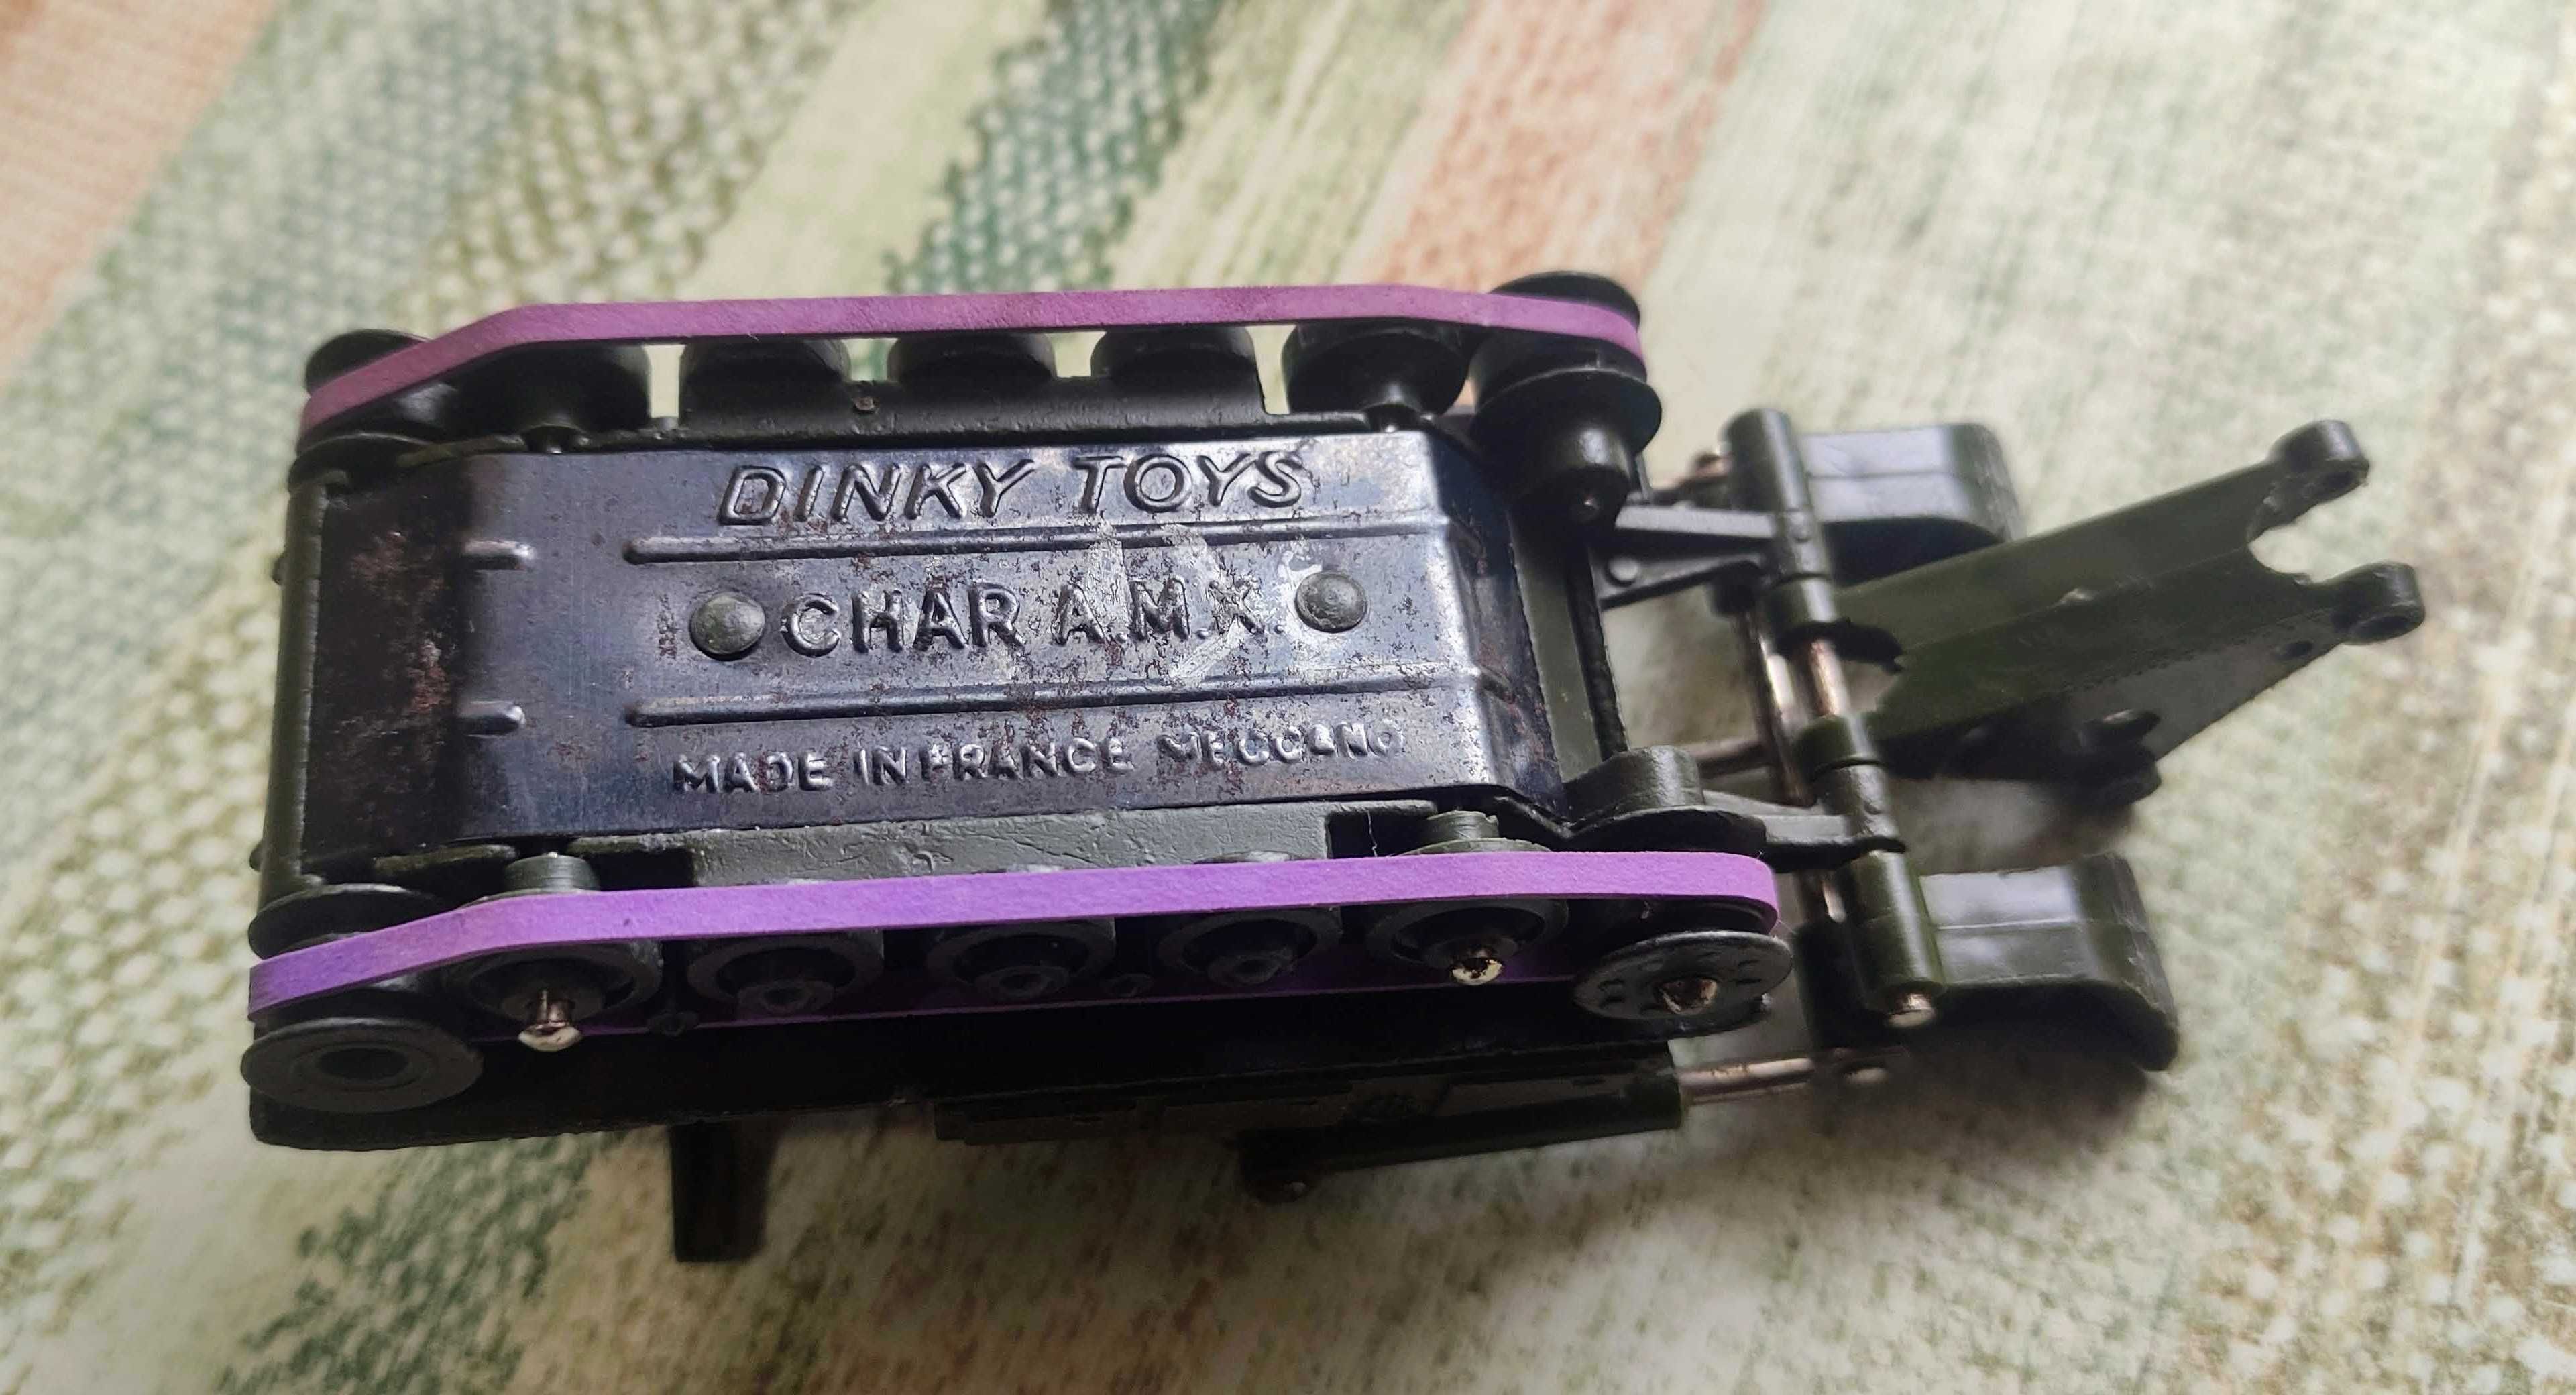 DINKY TOYS
CHAR A.M.X.
MADE IN FRANCE MECCANO